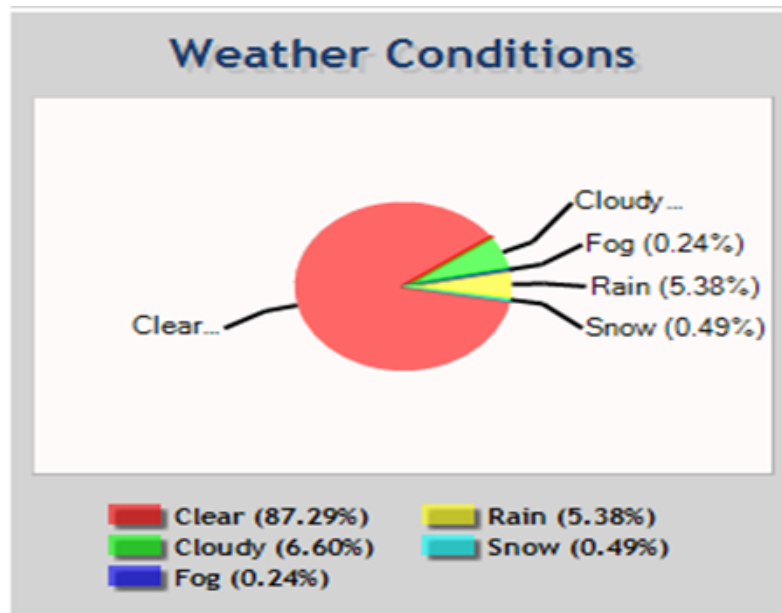 Weather Conditions
Cloudy...
Fog (0.24%)
Rain (5.38%)
Clear...
Snow (0.49%)
Clear (87.29%) Rain (5.38%)
Cloudy (6.60%) Snow (0.49%)
Fog (0.24%)